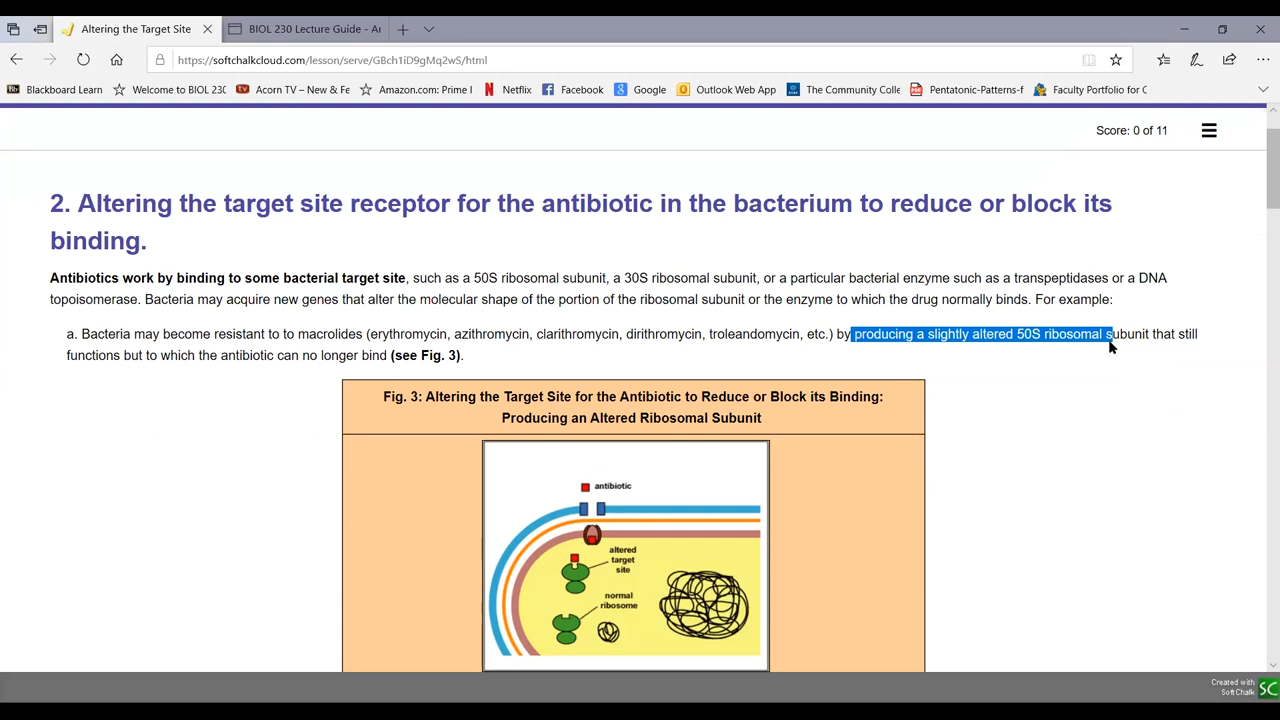 Altering the Target Site
BIOL 230 Lecture Guide - Ar
https://softchalkcloud.com/lesson/serve/GBch1iD9gMq2wS/html
Blackboard Learn
Welcome to BIOL 230
Acorn TV – New & Fe
Amazon.com: Prime I
Netflix
Facebook
Google
Outlook Web App
The Community Colle
Pentatonic-Patterns-f
Faculty Portfolio for C
Score: 0 of 11
2. Altering the target site receptor for the antibiotic in the bacterium to reduce or block its
binding.
Antibiotics work by binding to some bacterial target site, such as a 50S ribosomal subunit, a 30S ribosomal subunit, or a particular bacterial enzyme such as a transpeptidases or a DNA
topoisomerase. Bacteria may acquire new genes that alter the molecular shape of the portion of the ribosomal subunit or the enzyme to which the drug normally binds. For example:
a. Bacteria may become resistant to to macrolides (erythromycin, azithromycin, clarithromycin, dirithromycin, troleandomycin, etc.) by producing a slightly altered 50S ribosomal subunit that still
functions but to which the antibiotic can no longer bind (see Fig. 3).
Fig. 3: Altering the Target Site for the Antibiotic to Reduce or Block its Binding:
Producing an Altered Ribosomal Subunit
antibiotic
altered
target
site
normal
ribosome
Created with
SoftChalk
SC